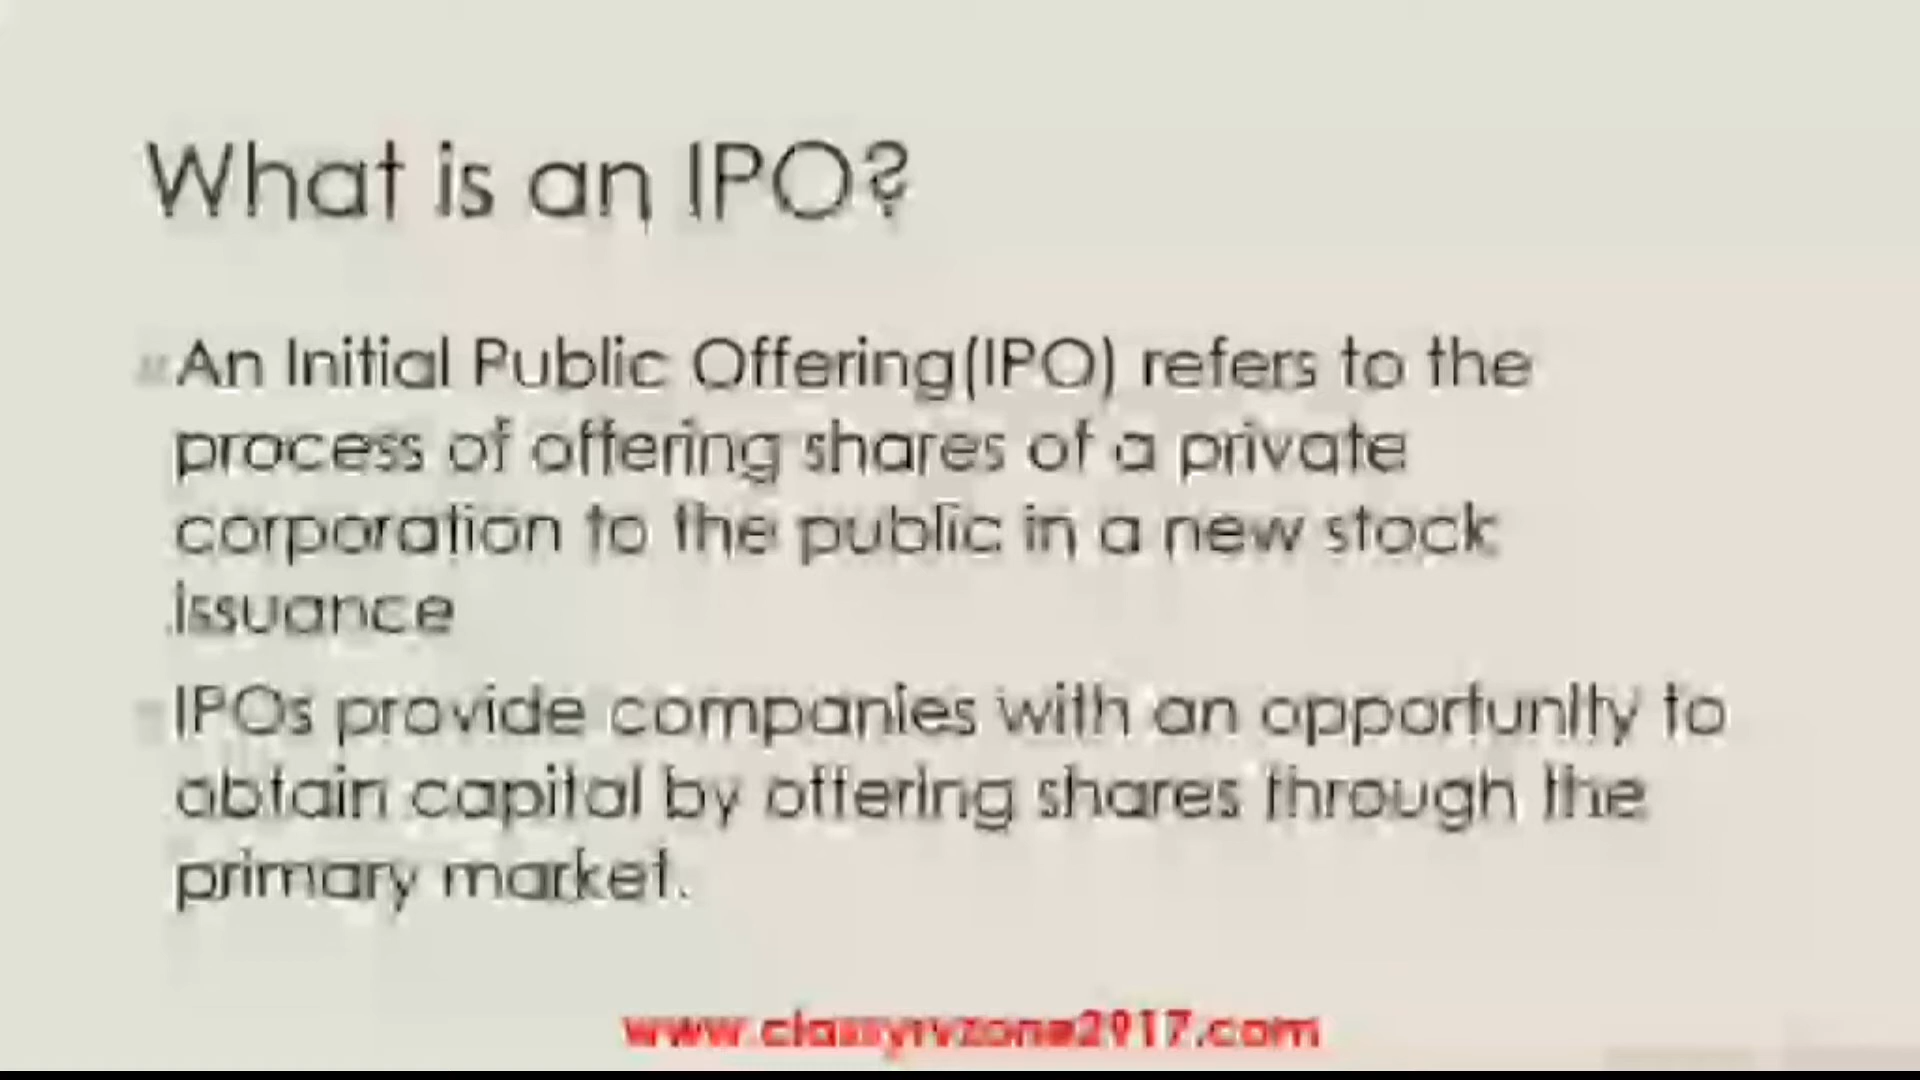 What is an IPO?
An Initial Public Offering(IPO) refers to the
process of offering shares of a private
corporation to the public in a new stock
issuance
IPOs provide companies with an opportunity to
obtain capital by offering shares through the
primary market.